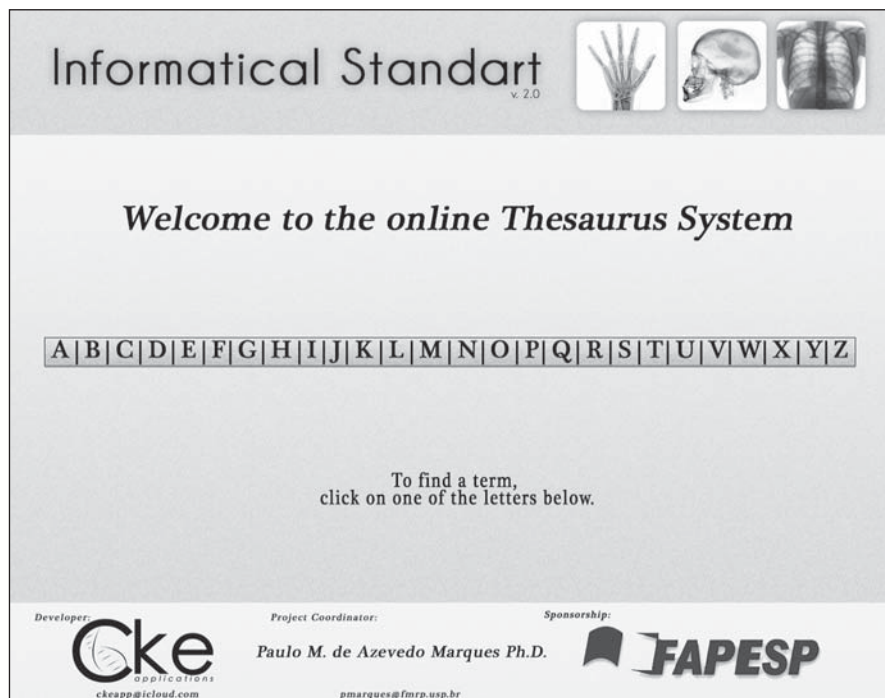 Informatical Standart
v. 2.0
Welcome to the online Thesaurus System
A|B|C|D|E|F|G|H|I|J|K|L|M|N|O|P|Q|R|S|T|U|V|W|X|Y|Z
To find a term,
click on one of the letters below.
Developer:
Cke
applications
ckeapp@icloud.com
Project Coordinator:
Paulo M. de Azevedo Marques Ph.D.
pmarques@fmrp.usp.br
Sponsorship:
FAPESP